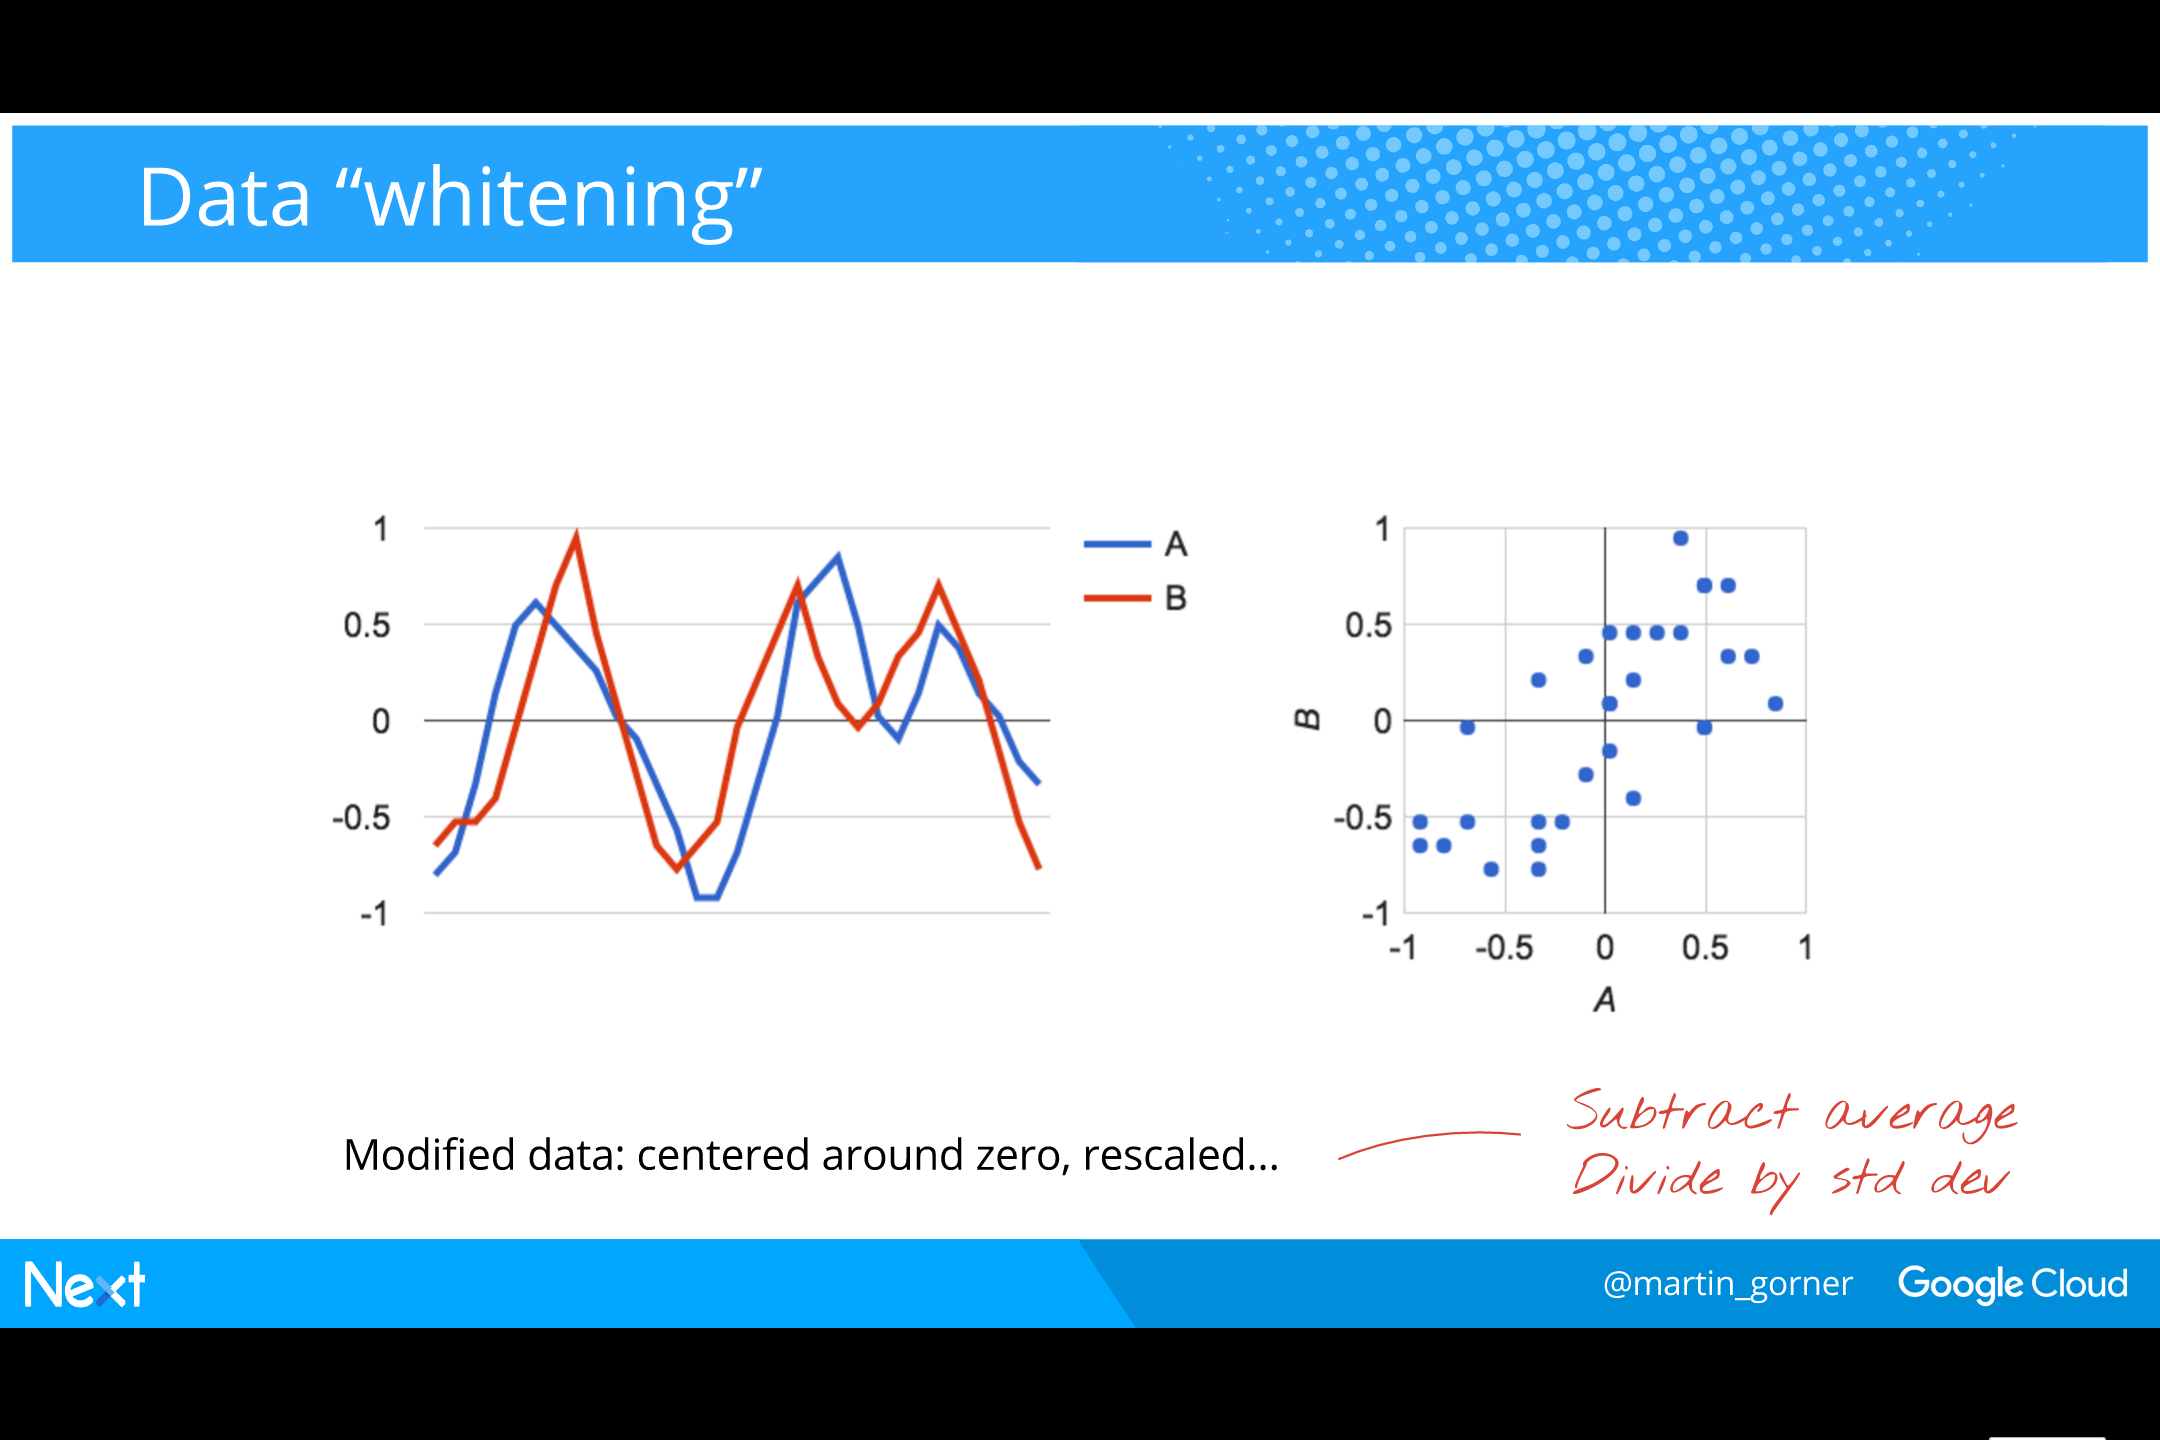 Data “whitening”
1
0.5
0
-0.5
-1
A
B
1
0.5
0
-0.5
-1
B
-1 -0.5 0 0.5 1
A
Modified data: centered around zero, rescaled...
Subtract average
Divide by std dev
Next
@martin_gorner
Google Cloud